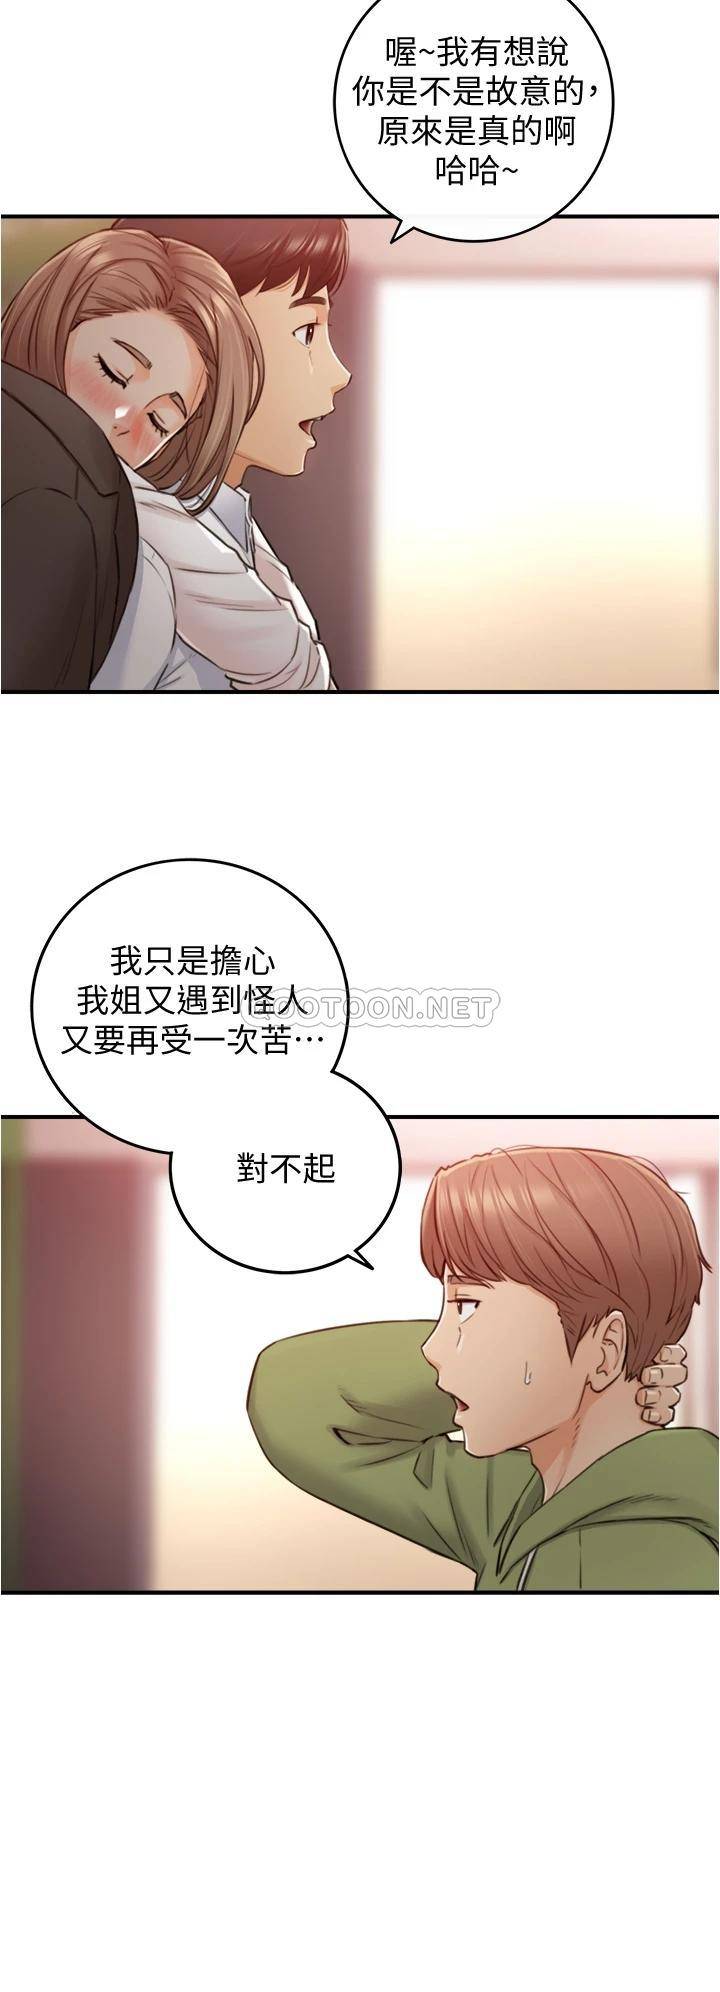 喔~我有想說
你是不是故意的，
原來是真的啊
哈哈~
我只是擔心
我姐又遇到怪人
又要再受一次苦…
QOOTOON.NET
對不起